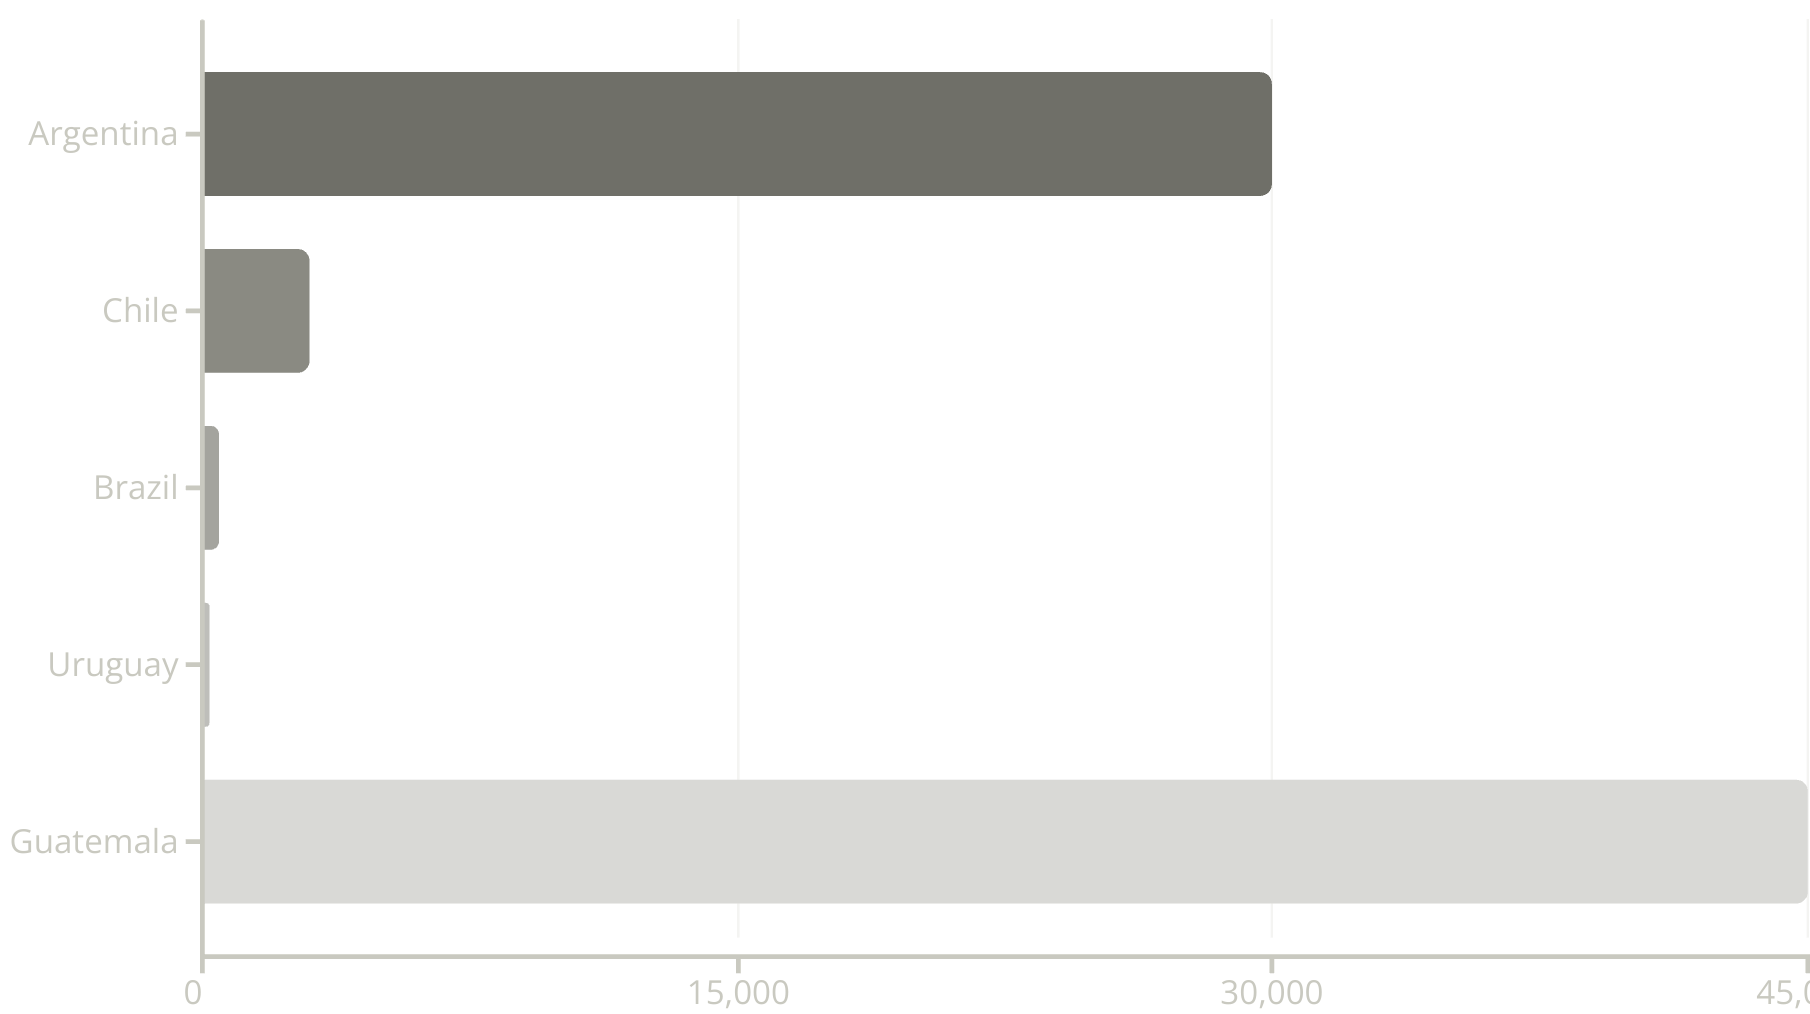 Argentina
Chile
Brazil
Uruguay
Guatemala
0 15,000 30,000